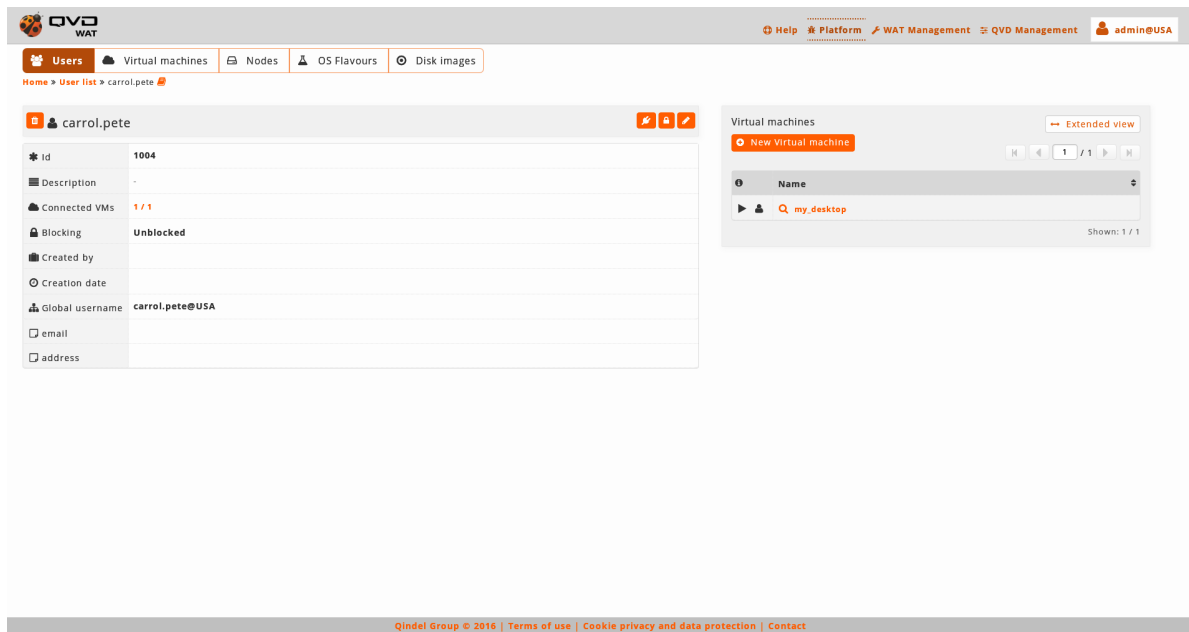 QVD
WAT
Help Platform WAT Management QVD Management admin@USA
Users Virtual machines Nodes OS Flavours Disk images
Home » User list » carrol.pete
carrol.pete
Id 1004
Description -
Connected VMs 1 / 1
Blocking Unblocked
Created by
Creation date
Global username carrol.pete@USA
email
address
Virtual machines
Extended view
New Virtual machine
1 / 1
Name
my_desktop
Shown: 1 / 1
Qindel Group © 2016 | Terms of use | Cookie privacy and data protection | Contact